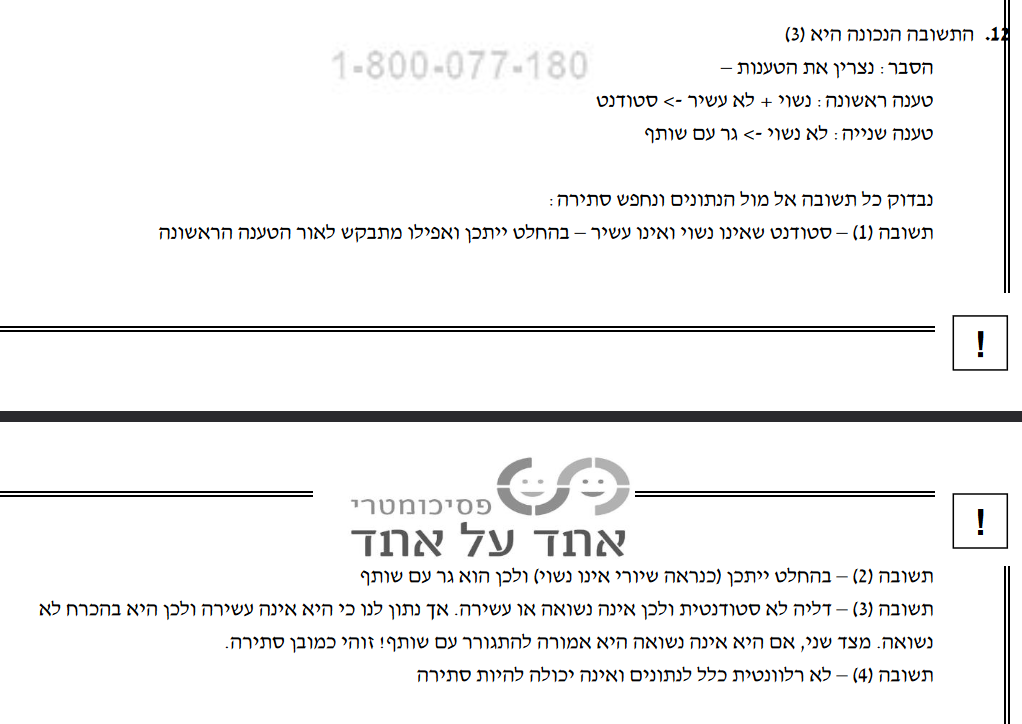 12. התשובה הנכונה היא (3)
1-800-077-180
הסבר: נצרין את הטענות –
טענה ראשונה: נשוי + לא עשיר -> סטודנט
טענה שנייה: לא נשוי -> גר עם שותף
נבדוק כל תשובה אל מול הנתונים ונחפש סתירה:
תשובה (1) – סטודנט שאינו נשוי ואינו עשיר – בהחלט ייתכן ואפילו מתבקש לאור הטענה הראשונה
!
פסיכומטרי
אחד על אחד
!
תשובה (2) – בהחלט ייתכן (כנראה שיורי אינו נשוי) ולכן הוא גר עם שותף
תשובה (3) – דליה לא סטודנטית ולכן אינה נשואה או עשירה. אך נתון לנו כי היא אינה עשירה ולכן היא בהכרח לא
נשואה. מצד שני, אם היא אינה נשואה היא אמורה להתגורר עם שותף! זוהי כמובן סתירה.
תשובה (4) – לא רלוונטית כלל לנתונים ואינה יכולה להיות סתירה